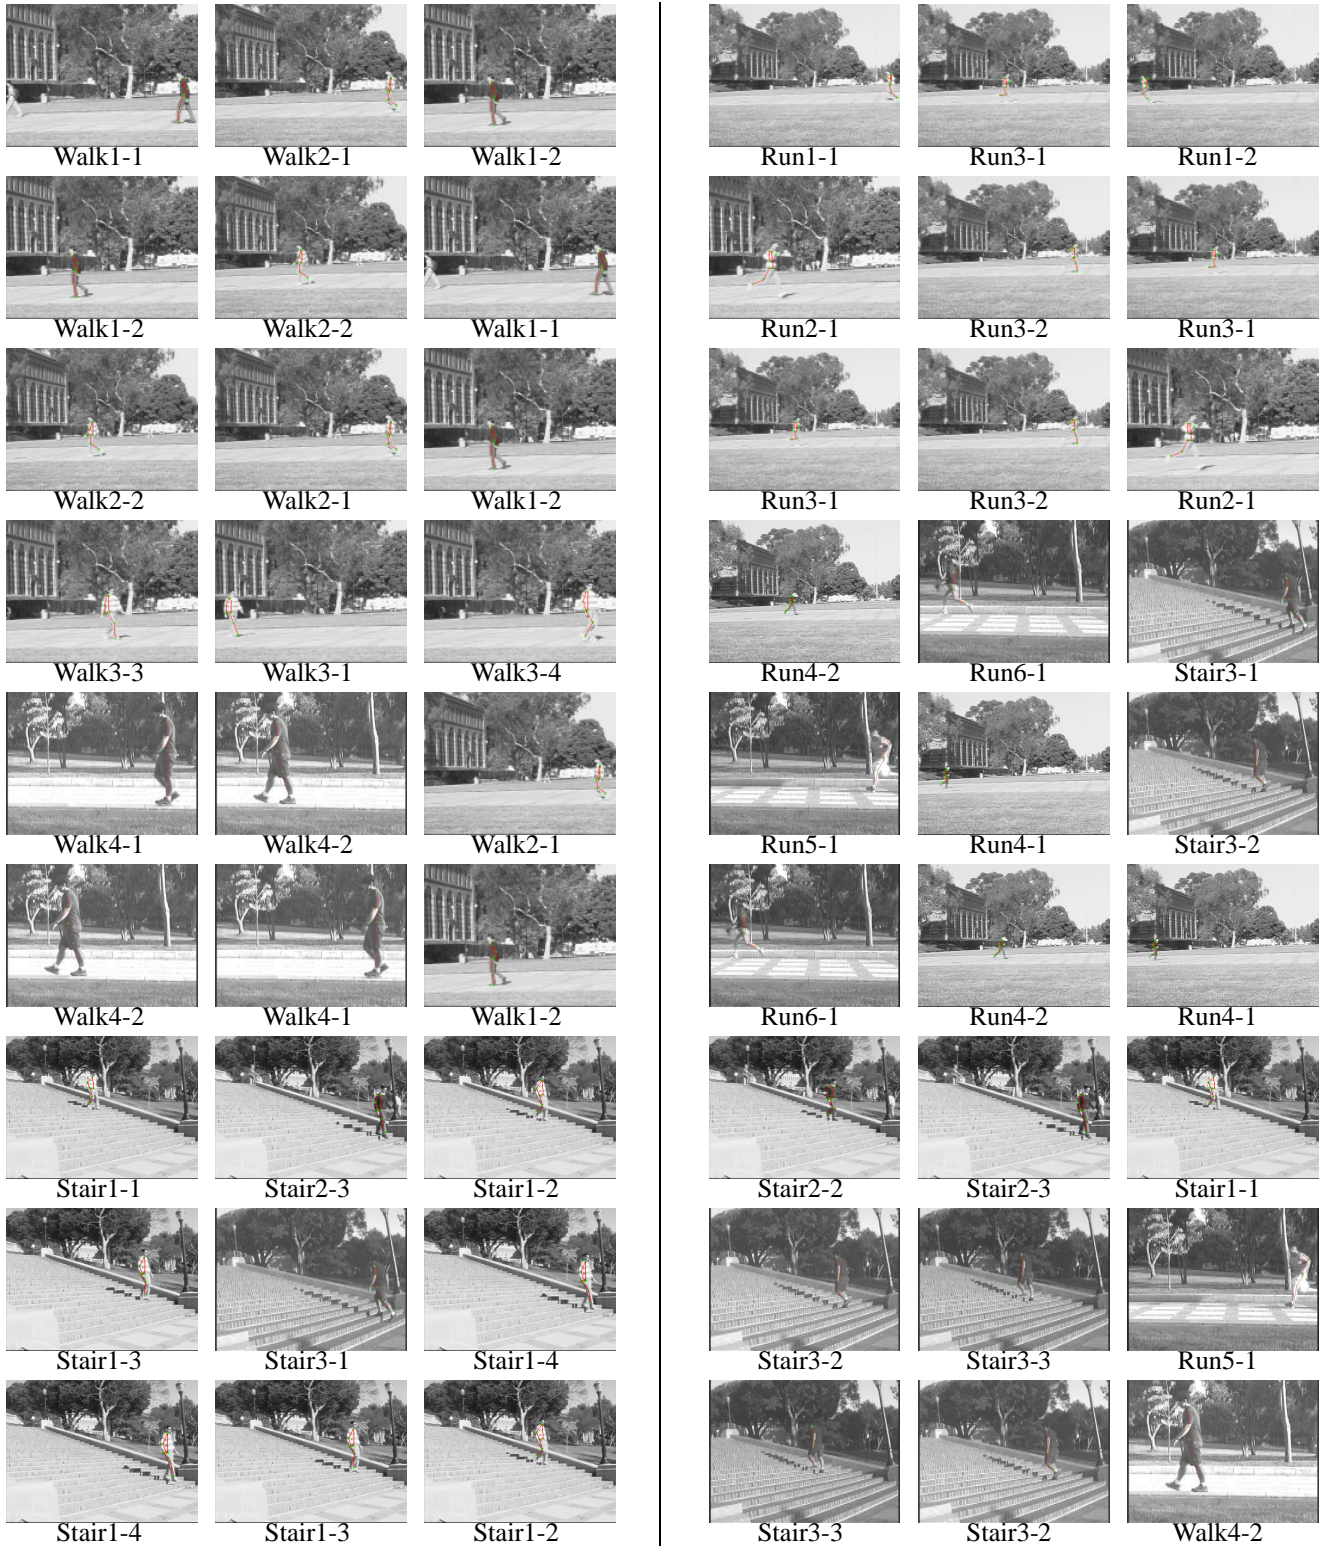 Walk1-1 Walk2-1 Walk1-2 Run1-1 Run3-1 Run1-2
Walk1-2 Walk2-2 Walk1-1 Run2-1 Run3-2 Run3-1
Walk2-2 Walk2-1 Walk1-2 Run3-1 Run3-2 Run2-1
Walk3-3 Walk3-1 Walk3-4 Run4-2 Run6-1 Stair3-1
Walk4-1 Walk4-2 Walk2-1 Run5-1 Run4-1 Stair3-2
Walk4-2 Walk4-1 Walk1-2 Run6-1 Run4-2 Run4-1
Stair1-1 Stair2-3 Stair1-2 Stair2-2 Stair2-3 Stair1-1
Stair1-3 Stair3-1 Stair1-4 Stair3-2 Stair3-3 Run5-1
Stair1-4 Stair1-3 Stair1-2 Stair3-3 Stair3-2 Walk4-2